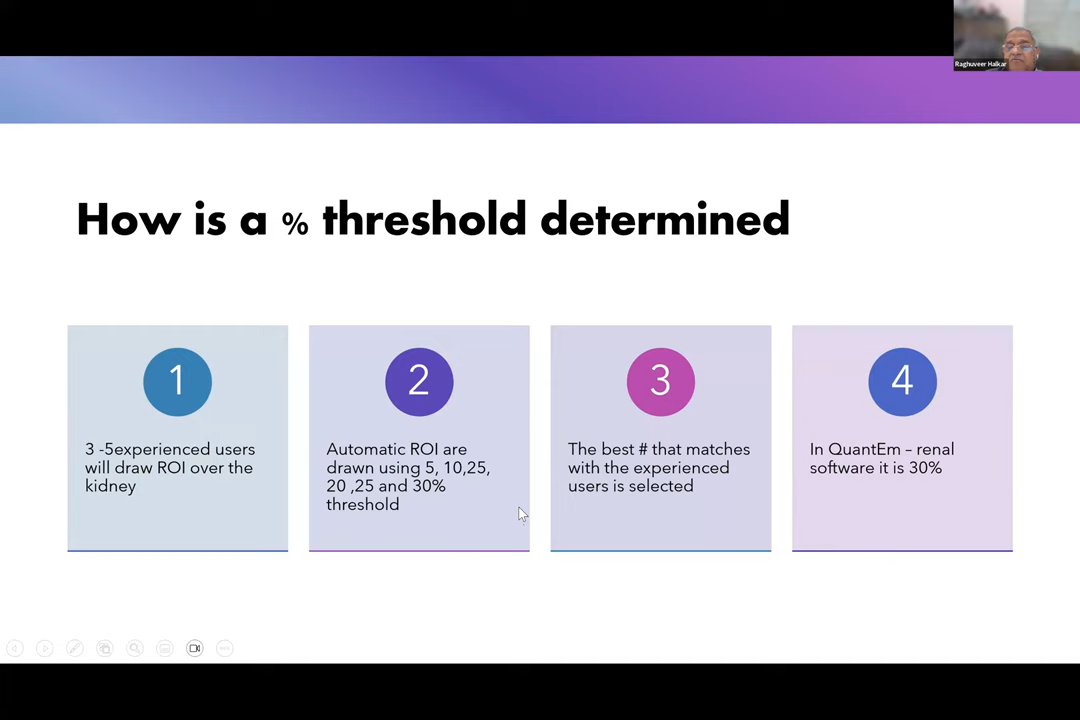 Raghuveer Halkar
How is a % threshold determined
1
3 -5experienced users
will draw ROI over the
kidney
2
Automatic ROI are
drawn using 5, 10,25,
20 ,25 and 30%
threshold
3
The best # that matches
with the experienced
users is selected
4
In QuantEm – renal
software it is 30%